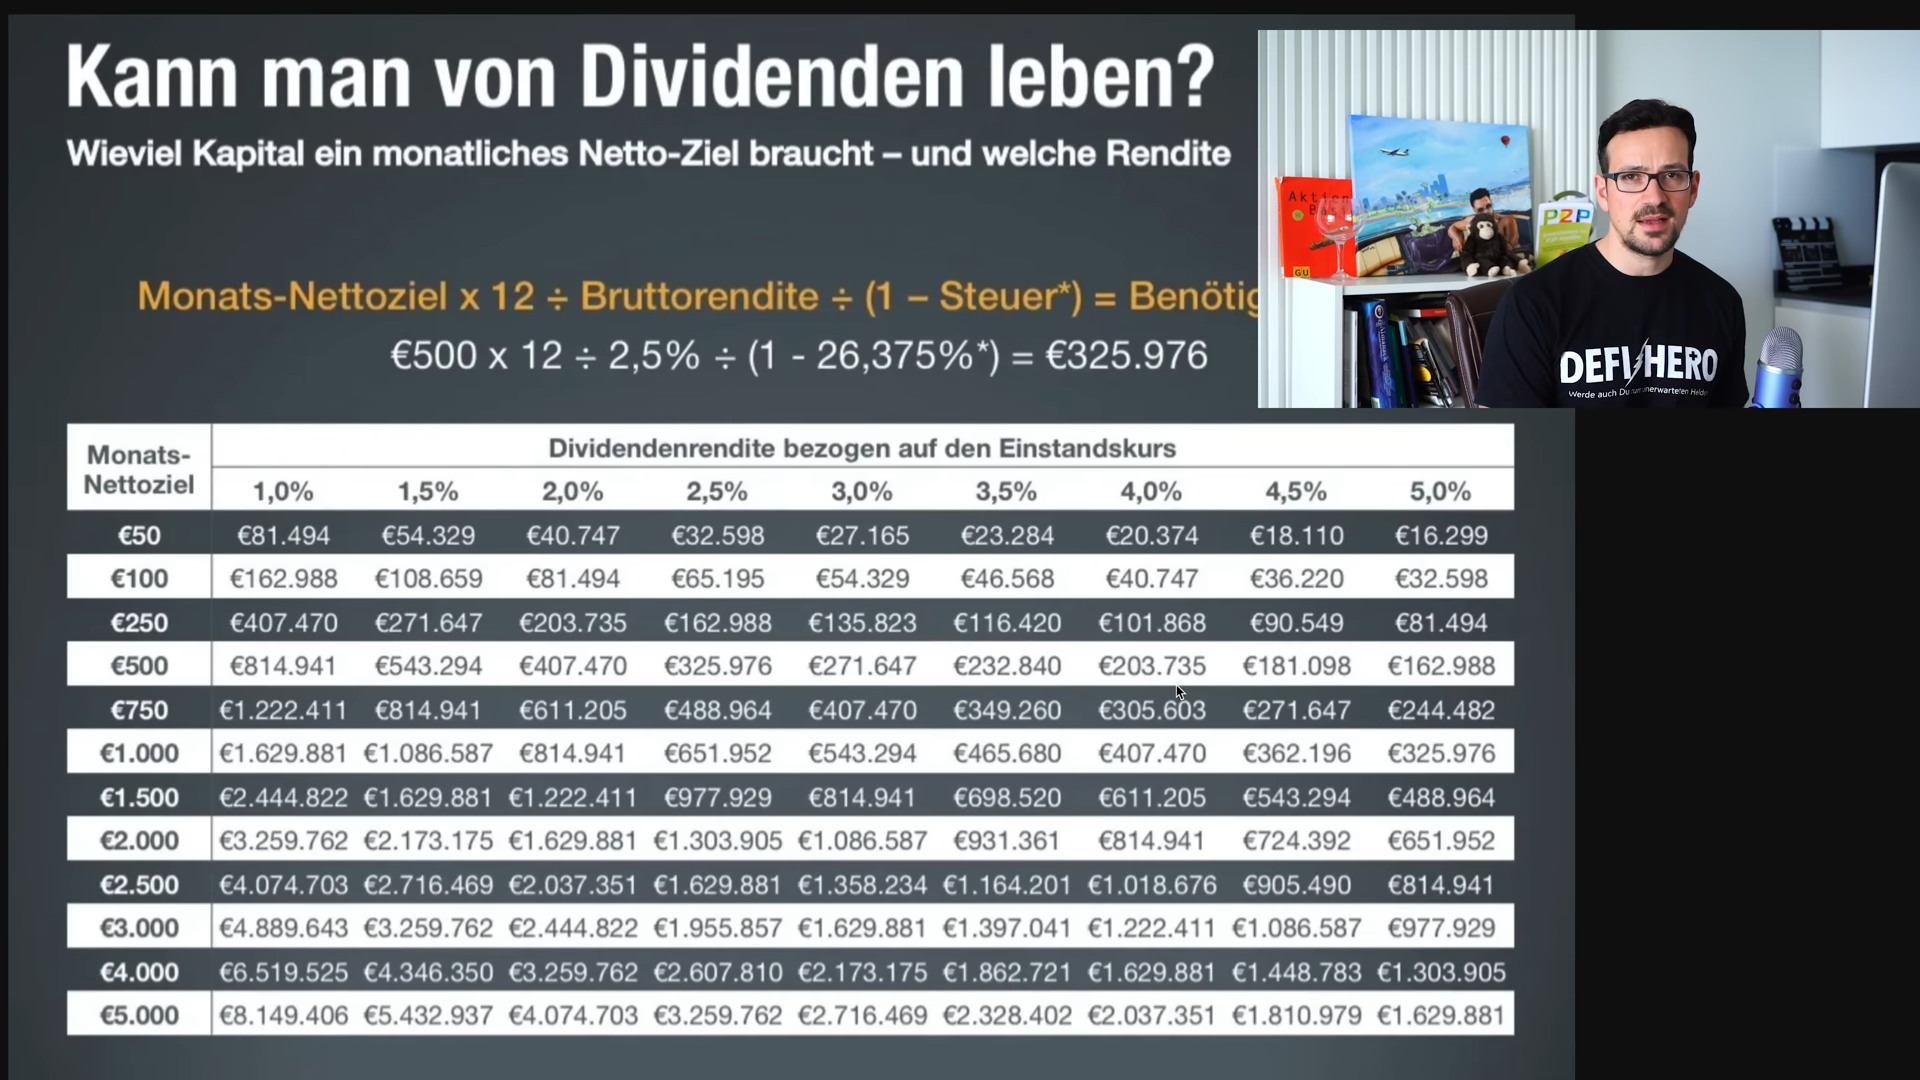 Kann man von Dividenden leben?
Wieviel Kapital ein monatliches Netto-Ziel braucht – und welche Rendite
Monats-Nettoziel x 12 ÷ Bruttorendite ÷ (1 – Steuer*) = Benötig
€500 x 12 ÷ 2,5% ÷ (1 - 26,375%*) = €325.976
Aktien
P2P
GU
DEFI HERO
Werde auch Du zum unerwarteten Helden
Monats-Nettoziel Dividendenrendite bezogen auf den Einstandskurs
1,0% 1,5% 2,0% 2,5% 3,0% 3,5% 4,0% 4,5% 5,0%
€50 €81.494 €54.329 €40.747 €32.598 €27.165 €23.284 €20.374 €18.110 €16.299
€100 €162.988 €108.659 €81.494 €65.195 €54.329 €46.568 €40.747 €36.220 €32.598
€250 €407.470 €271.647 €203.735 €162.988 €135.823 €116.420 €101.868 €90.549 €81.494
€500 €814.941 €543.294 €407.470 €325.976 €271.647 €232.840 €203.735 €181.098 €162.988
€750 €1.222.411 €814.941 €611.205 €488.964 €407.470 €349.260 €305.603 €271.647 €244.482
€1.000 €1.629.881 €1.086.587 €814.941 €651.952 €543.294 €465.680 €407.470 €362.196 €325.976
€1.500 €2.444.822 €1.629.881 €1.222.411 €977.929 €814.941 €698.520 €611.205 €543.294 €488.964
€2.000 €3.259.762 €2.173.175 €1.629.881 €1.303.905 €1.086.587 €931.361 €814.941 €724.392 €651.952
€2.500 €4.074.703 €2.716.469 €2.037.351 €1.629.881 €1.358.234 €1.164.201 €1.018.676 €905.490 €814.941
€3.000 €4.889.643 €3.259.762 €2.444.822 €1.955.857 €1.629.881 €1.397.041 €1.222.411 €1.086.587 €977.929
€4.000 €6.519.525 €4.346.350 €3.259.762 €2.607.810 €2.173.175 €1.862.721 €1.629.881 €1.448.783 €1.303.905
€5.000 €8.149.406 €5.432.937 €4.074.703 €3.259.762 €2.716.469 €2.328.402 €2.037.351 €1.810.979 €1.629.881